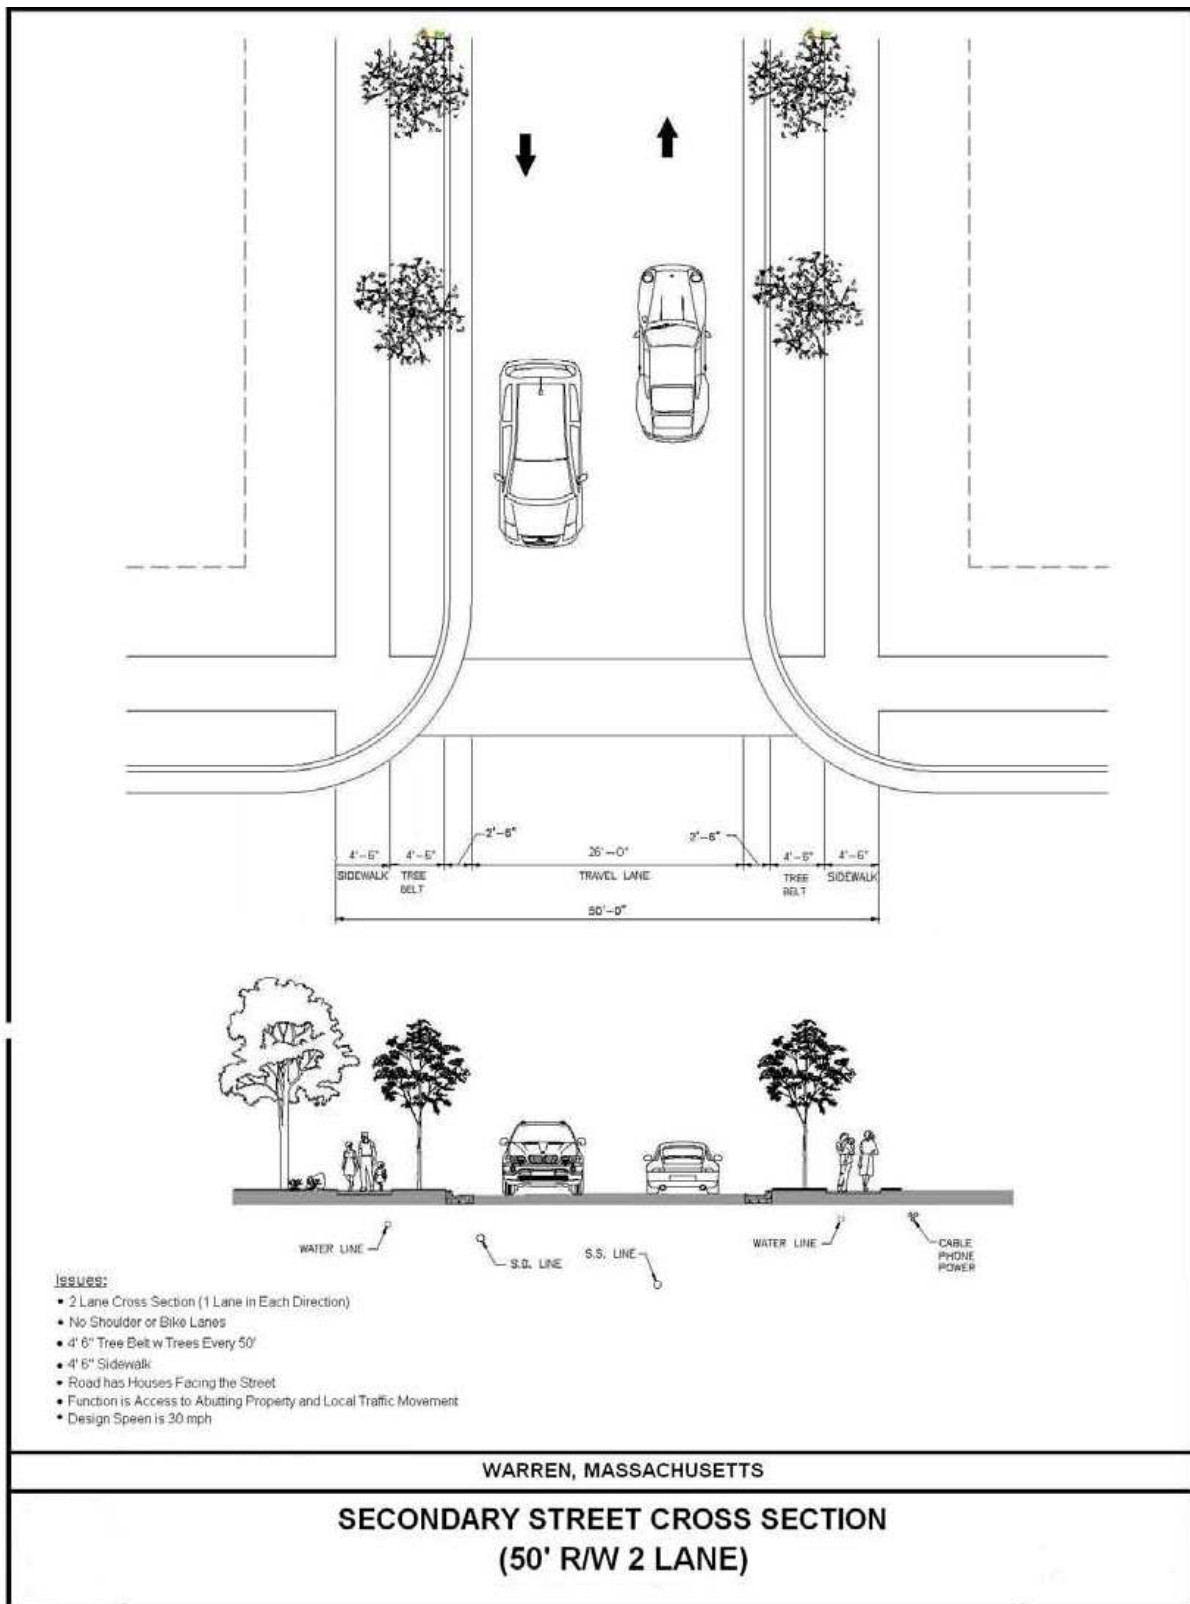 2'-6"
2'-6"
4'-6"
4'-6"
26'-0"
4'-6"
4'-6"
SIDEWALK
TREE
BELT
TRAVEL LANE
TREE
BELT
SIDEWALK
50'-0"
WATER LINE
S.D. LINE
S.S. LINE
WATER LINE
CABLE
PHONE
POWER
Issues:
• 2 Lane Cross Section (1 Lane in Each Direction)
• No Shoulder or Bike Lanes
• 4' 6" Tree Belt w Trees Every 50'
• 4' 6" Sidewalk
• Road has Houses Facing the Street
• Function is Access to Abutting Property and Local Traffic Movement
• Design Speen is 30 mph
WARREN, MASSACHUSETTS
SECONDARY STREET CROSS SECTION
(50' R/W 2 LANE)